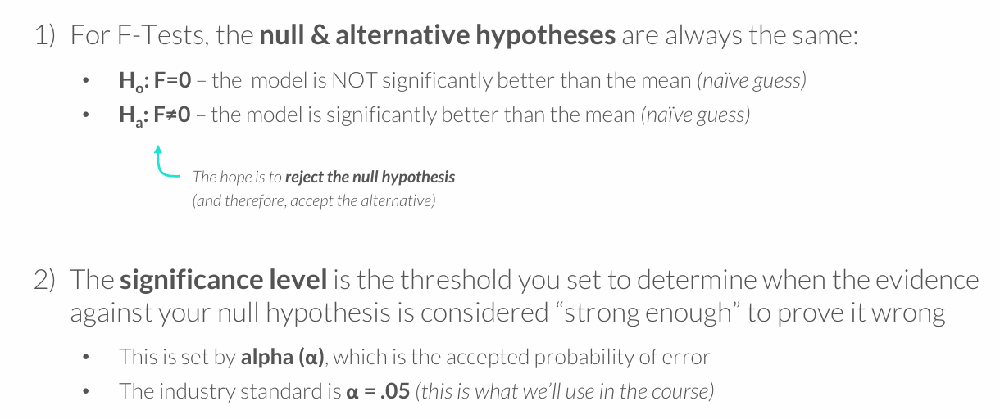 1) For F-Tests, the null & alternative hypotheses are always the same:
• Ho: F=0 – the model is NOT significantly better than the mean (naïve guess)
• Ha: F≠0 – the model is significantly better than the mean (naïve guess)
The hope is to reject the null hypothesis
(and therefore, accept the alternative)
2) The significance level is the threshold you set to determine when the evidence
against your null hypothesis is considered “strong enough” to prove it wrong
• This is set by alpha (α), which is the accepted probability of error
• The industry standard is α = .05 (this is what we’ll use in the course)